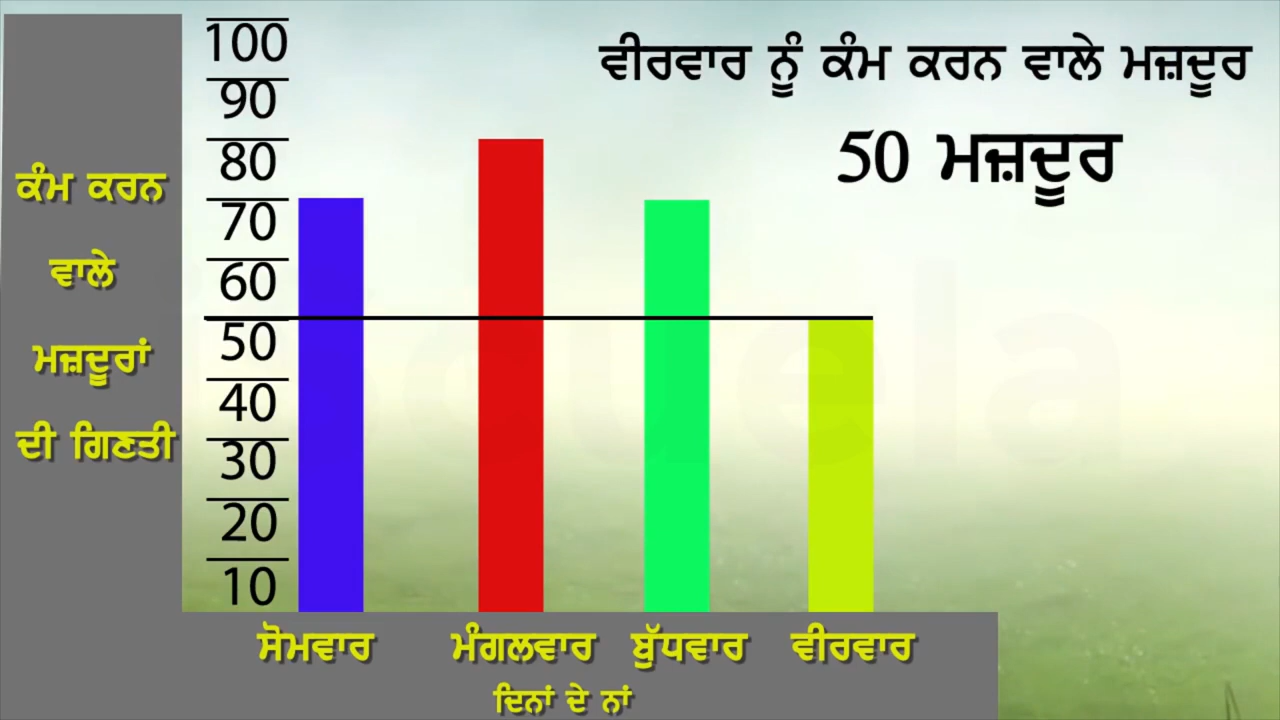 ਵੀਰਵਾਰ ਨੂੰ ਕੰਮ ਕਰਨ ਵਾਲੇ ਮਜ਼ਦੂਰ
50 ਮਜ਼ਦੂਰ
100
90
80
70
60
50
40
30
20
10
ਕੰਮ ਕਰਨ
ਵਾਲੇ
ਮਜ਼ਦੂਰਾਂ
ਦੀ ਗਿਣਤੀ
ਸੋਮਵਾਰ ਮੰਗਲਵਾਰ ਬੁੱਧਵਾਰ ਵੀਰਵਾਰ
ਦਿਨਾਂ ਦੇ ਨਾਂ